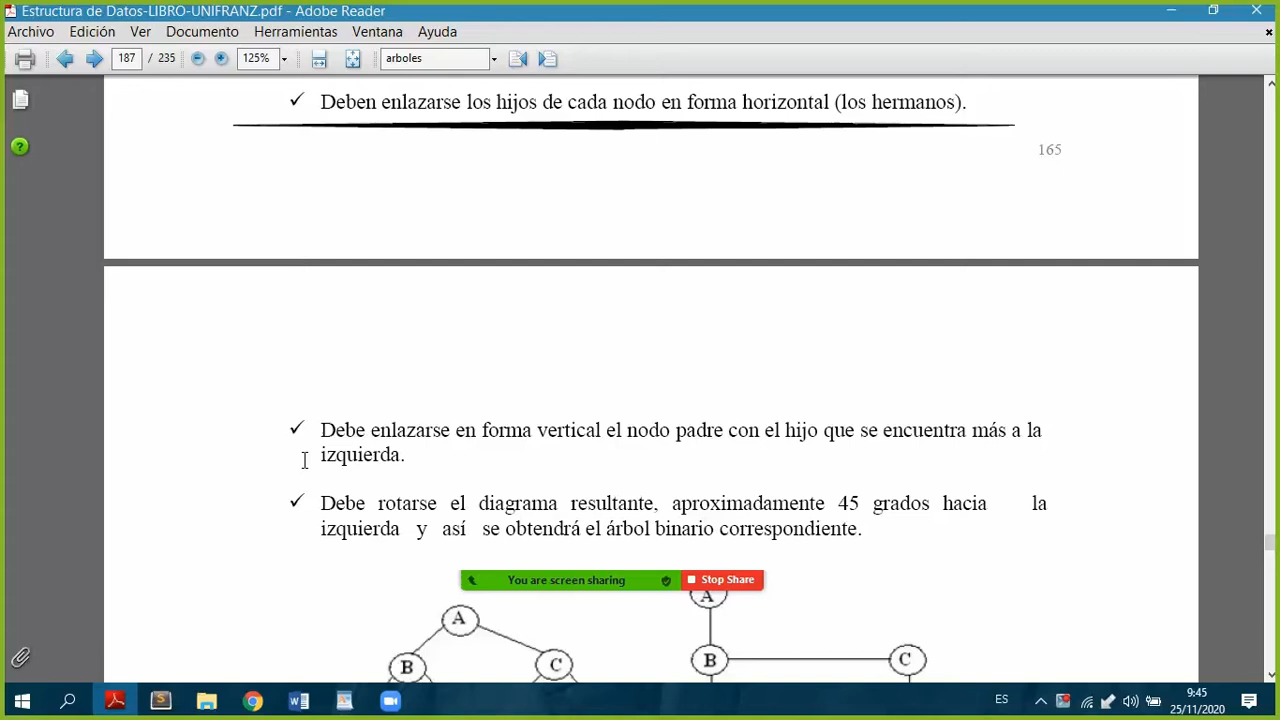 Estructura de Datos-LIBRO-UNIFRANZ.pdf - Adobe Reader
Archivo Edición Ver Documento Herramientas Ventana Ayuda
187 / 235 125% arboles
✓ Deben enlazarse los hijos de cada nodo en forma horizontal (los hermanos).
165
✓ Debe enlazarse en forma vertical el nodo padre con el hijo que se encuentra más a la
izquierda.
✓ Debe rotarse el diagrama resultante, aproximadamente 45 grados hacia la
izquierda y así se obtendrá el árbol binario correspondiente.
You are screen sharing Stop Share
A A
B C B C
ES 9:45
25/11/2020